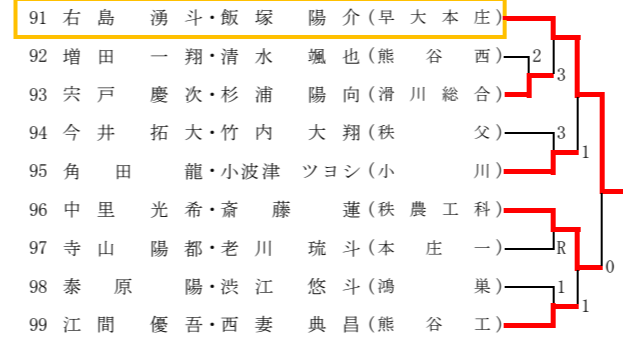 91 右島 湧斗・飯塚 陽介(早大本庄)
92 増田 一翔・清水 颯也(熊谷西) 2
3
93 宍戸 慶次・杉浦 陽向(滑川総合)
94 今井 拓大・竹内 大翔(秩父) 3
1
95 角田 龍・小波津 ツヨシ(小川)
96 中里 光希・斎藤 蓮(秩農工科)
97 寺山 陽都・老川 琉斗(本庄一) R
0
98 泰原 陽・渋江 悠斗(鴻巣) 1
1
99 江間 優吾・西妻 典昌(熊谷工)